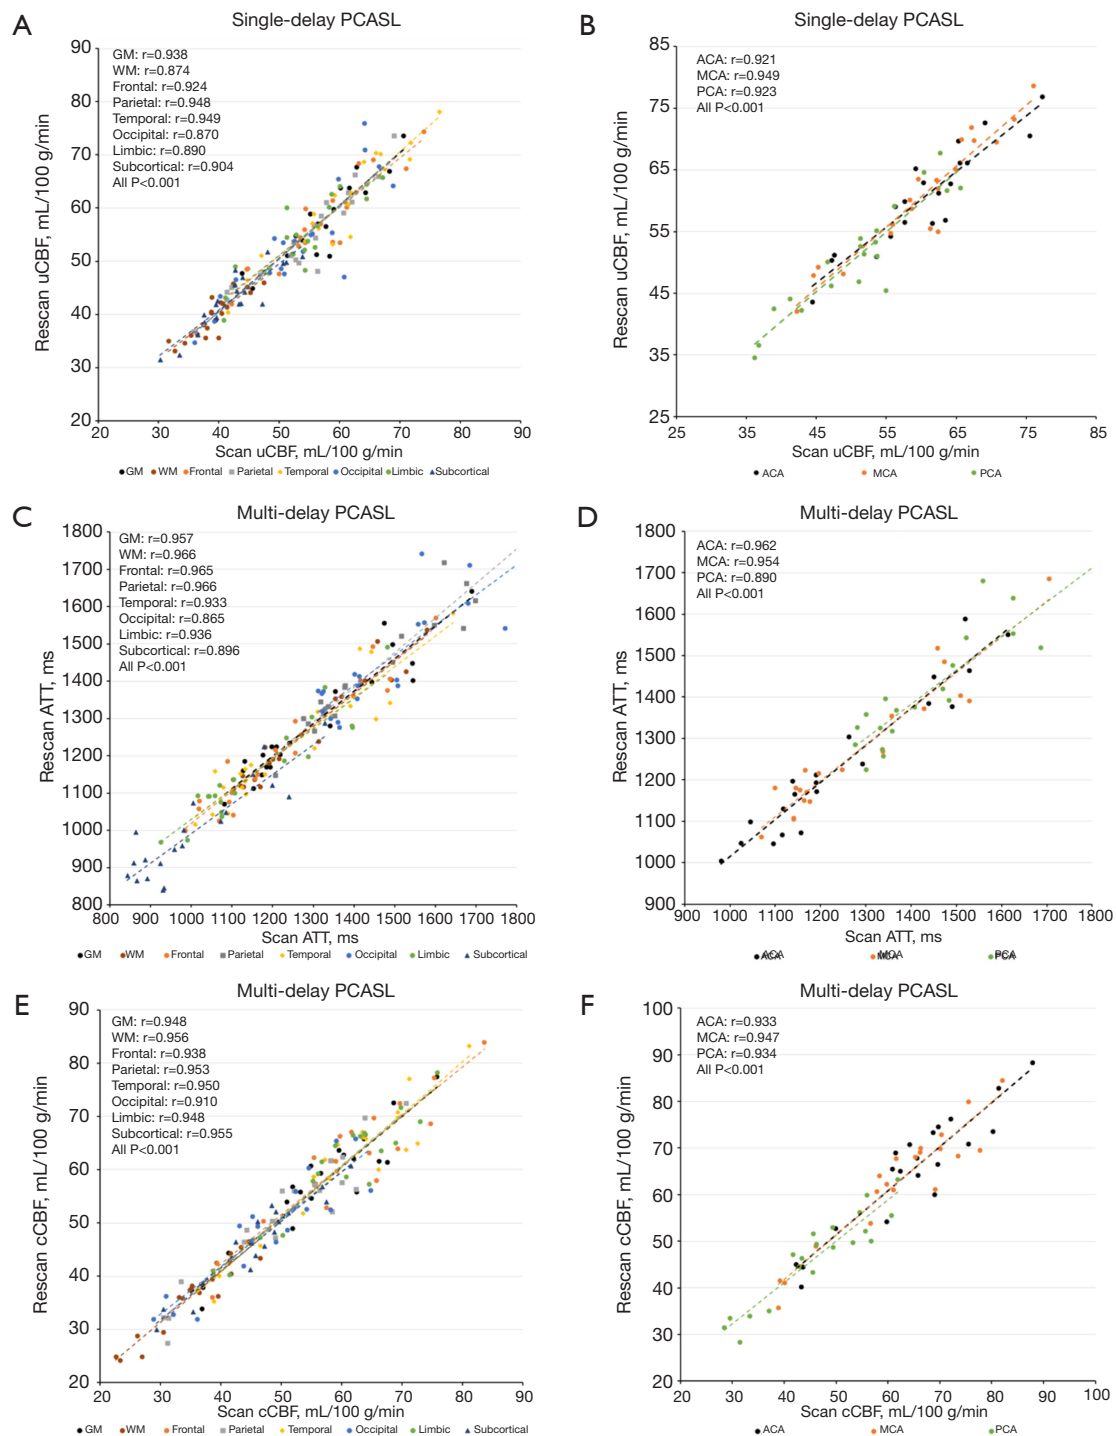 A
Single-delay PCASL
90
80
70
60
50
40
30
20
GM: r=0.938
WM: r=0.874
Frontal: r=0.924
Parietal: r=0.948
Temporal: r=0.949
Occipital: r=0.870
Limbic: r=0.890
Subcortical: r=0.904
All P<0.001
Rescan uCBF, mL/100 g/min
20 30 40 50 60 70 80 90
Scan uCBF, mL/100 g/min
GM WM Frontal Parietal Temporal Occipital Limbic Subcortical
B
Single-delay PCASL
85
75
65
55
45
35
25
ACA: r=0.921
MCA: r=0.949
PCA: r=0.923
All P<0.001
Rescan uCBF, mL/100 g/min
25 35 45 55 65 75 85
Scan uCBF, mL/100 g/min
ACA MCA PCA
C
Multi-delay PCASL
1800
1700
1600
1500
1400
1300
1200
1100
1000
900
800
GM: r=0.957
WM: r=0.966
Frontal: r=0.965
Parietal: r=0.966
Temporal: r=0.933
Occipital: r=0.865
Limbic: r=0.936
Subcortical: r=0.896
All P<0.001
Rescan ATT, ms
800 900 1000 1100 1200 1300 1400 1500 1600 1700 1800
Scan ATT, ms
GM WM Frontal Parietal Temporal Occipital Limbic Subcortical
D
Multi-delay PCASL
1800
1700
1600
1500
1400
1300
1200
1100
1000
900
ACA: r=0.962
MCA: r=0.954
PCA: r=0.890
All P<0.001
Rescan ATT, ms
900 1000 1100 1200 1300 1400 1500 1600 1700 1800
Scan ATT, ms
ACA MCA PCA
E
Multi-delay PCASL
90
80
70
60
50
40
30
20
GM: r=0.948
WM: r=0.956
Frontal: r=0.938
Parietal: r=0.953
Temporal: r=0.950
Occipital: r=0.910
Limbic: r=0.948
Subcortical: r=0.955
All P<0.001
Rescan cCBF, mL/100 g/min
20 30 40 50 60 70 80 90
Scan cCBF, mL/100 g/min
GM WM Frontal Parietal Temporal Occipital Limbic Subcortical
F
Multi-delay PCASL
100
90
80
70
60
50
40
30
20
ACA: r=0.933
MCA: r=0.947
PCA: r=0.934
All P<0.001
Rescan cCBF, mL/100 g/min
20 30 40 50 60 70 80 90 100
Scan cCBF, mL/100 g/min
ACA MCA PCA